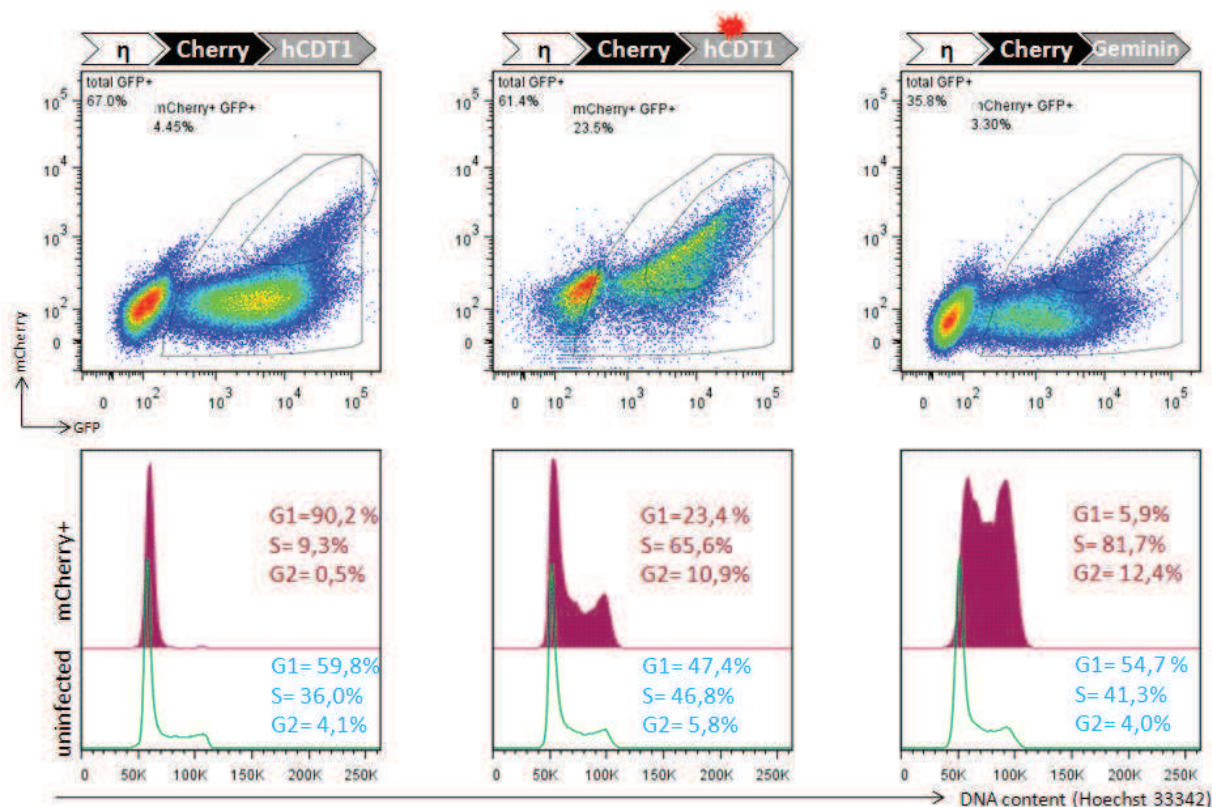 η Cherry hCDT1
η Cherry hCDT1
η Cherry Geminin
total GFP+
67.0%
mCherry+ GFP+
4.45%
10^5
10^4
10^3
10^2
0
0 10^2 10^3 10^4 10^5
total GFP+
61.4%
mCherry+ GFP+
23.5%
10^5
10^4
10^3
10^2
0
0 10^2 10^3 10^4 10^5
total GFP+
35.8%
mCherry+ GFP+
3.30%
10^5
10^4
10^3
10^2
0
0 10^2 10^3 10^4 10^5
mCherry
GFP
mCherry+
G1=90,2 %
S= 9,3%
G2= 0,5%
G1=23,4 %
S= 65,6%
G2= 10,9%
G1= 5,9%
S= 81,7%
G2= 12,4%
uninfected
G1= 59,8%
S= 36,0%
G2= 4,1%
G1= 47,4%
S= 46,8%
G2= 5,8%
G1= 54,7 %
S= 41,3%
G2= 4,0%
0 50K 100K 150K 200K 250K
0 50K 100K 150K 200K 250K
0 50K 100K 150K 200K 250K
DNA content (Hoechst 33342)